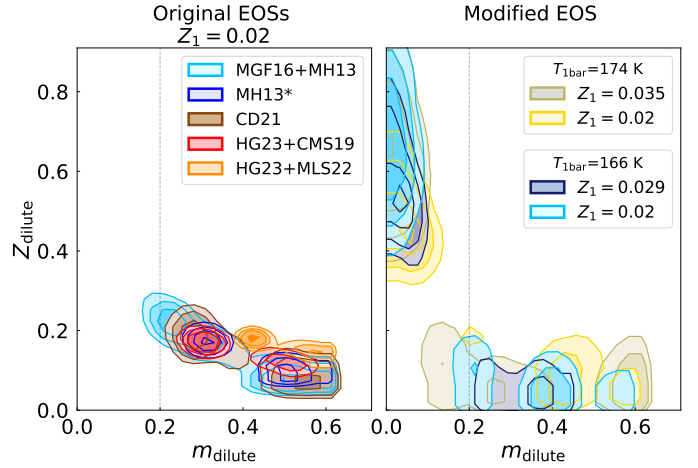 Original EOSs
Z₁ = 0.02
Modified EOS
MGF16+MH13
MH13*
CD21
HG23+CMS19
HG23+MLS22
T₁bar=174 K
Z₁ = 0.035
Z₁ = 0.02
T₁bar=166 K
Z₁ = 0.029
Z₁ = 0.02
Zdilute
0.8
0.6
0.4
0.2
0.0
0.0 0.2 0.4 0.6
0.0 0.2 0.4 0.6
mdilute
mdilute